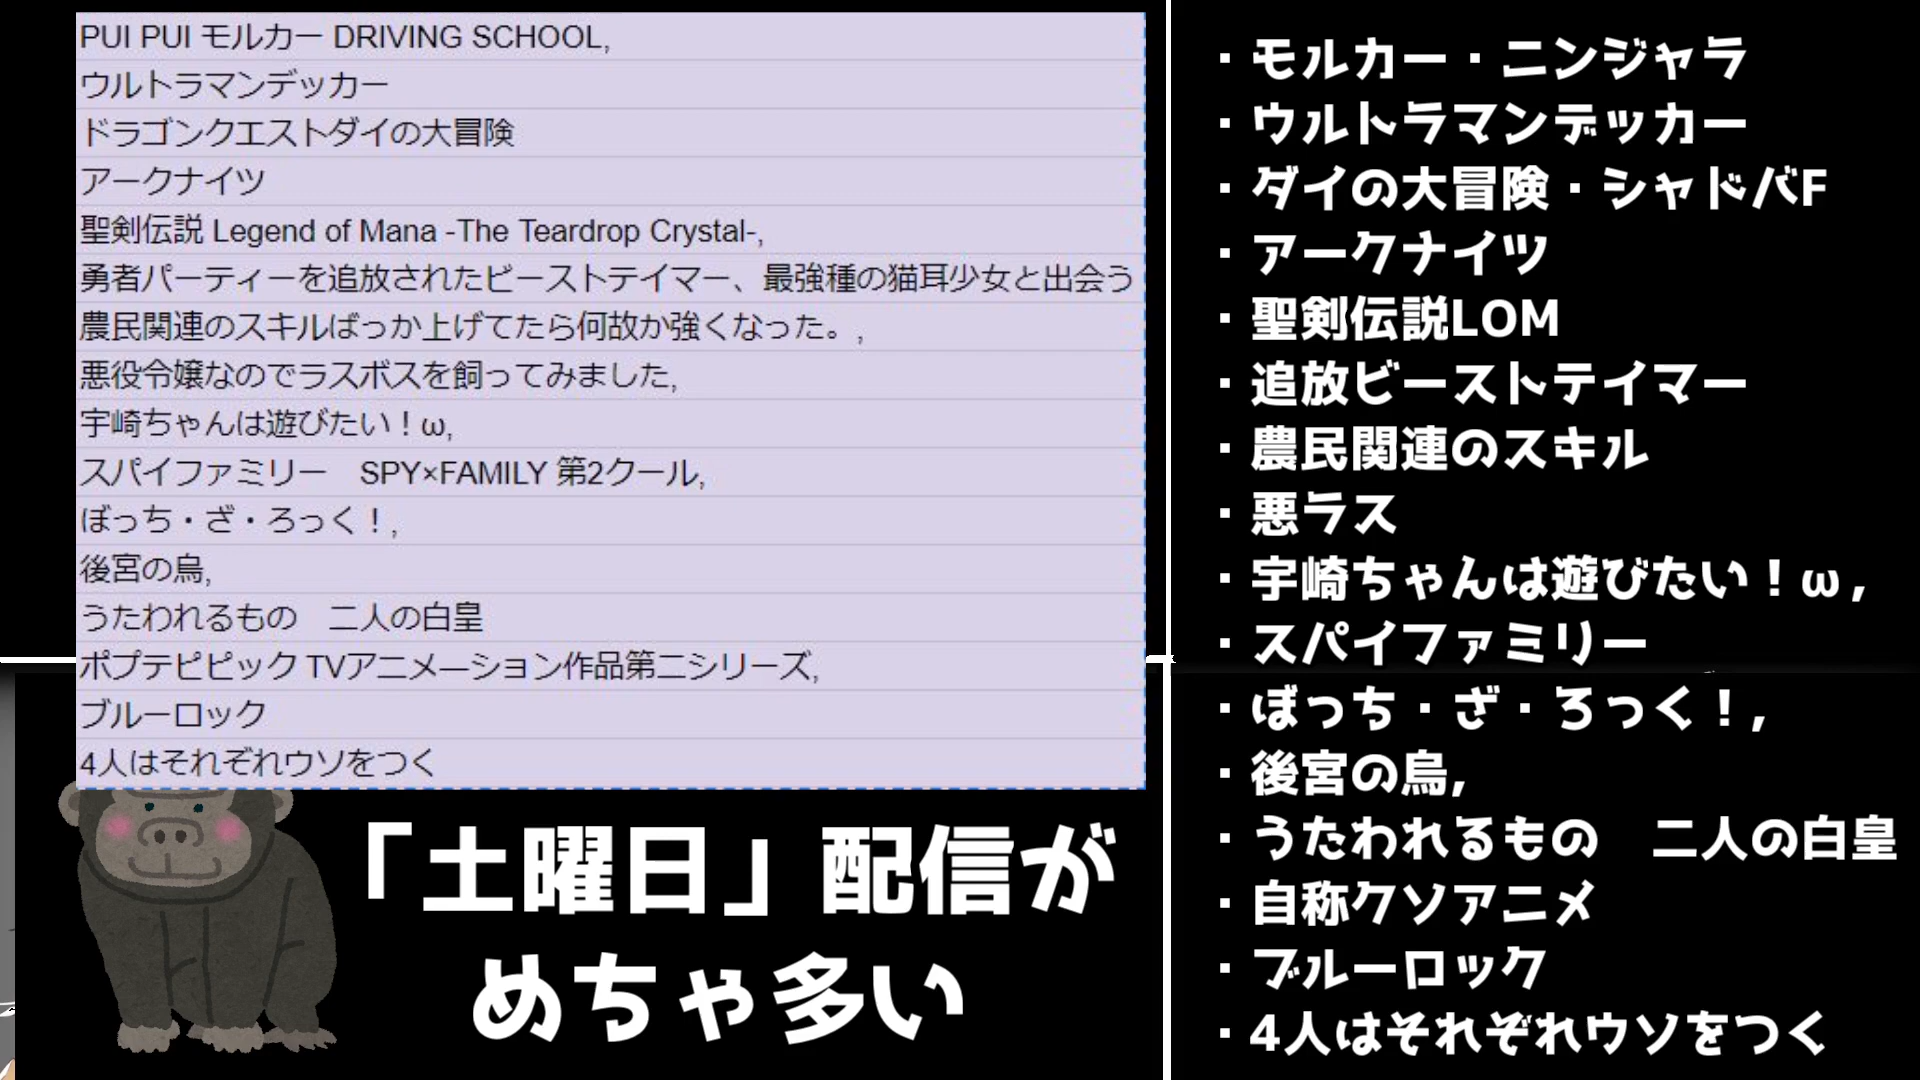 PUI PUI モルカー DRIVING SCHOOL,
ウルトラマンデッカー
ドラゴンクエストダイの大冒険
アークナイツ
聖剣伝説 Legend of Mana -The Teardrop Crystal-,
勇者パーティーを追放されたビーストテイマー、最強種の猫耳少女と出会う
農民関連のスキルばっか上げてたら何故か強くなった。,
悪役令嬢なのでラスボスを飼ってみました,
宇崎ちゃんは遊びたい！ω,
スパイファミリー　SPY×FAMILY 第2クール,
ぼっち・ざ・ろっく！,
後宮の烏,
うたわれるもの　二人の白皇
ポプテピピック TVアニメ―ション作品第二シリーズ,
ブルーロック
4人はそれぞれウソをつく
「土曜日」配信が
めちゃ多い
・モルカー・ニンジャラ
・ウルトラマンデッカー
・ダイの大冒険・シャドバF
・アークナイツ
・聖剣伝説LOM
・追放ビーストテイマー
・農民関連のスキル
・悪ラス
・宇崎ちゃんは遊びたい！ω,
・スパイファミリー
・ぼっち・ざ・ろっく！,
・後宮の烏,
・うたわれるもの　二人の白皇
・自称クソアニメ
・ブルーロック
・4人はそれぞれウソをつく